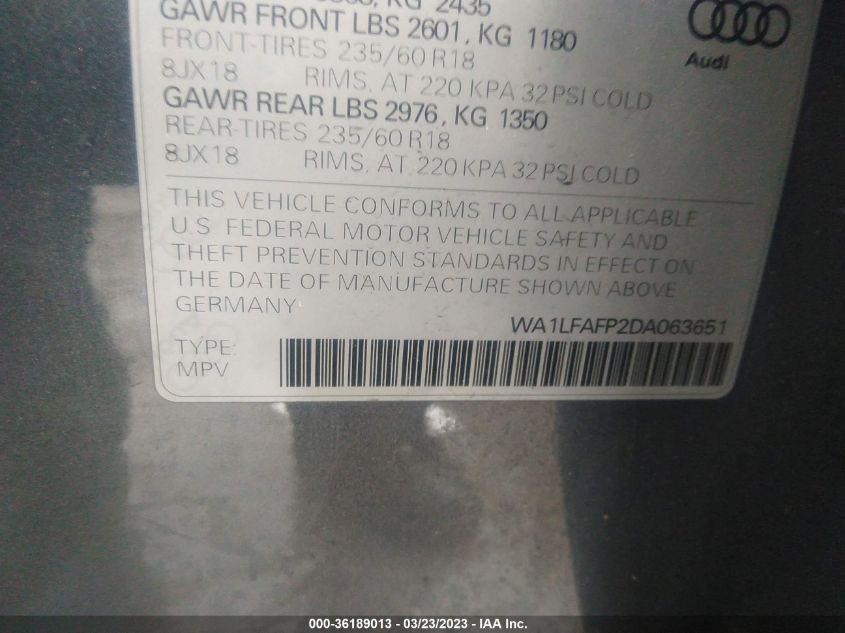 KG 2435
GAWR FRONT LBS 2601, KG 1180
FRONT-TIRES 235/60 R18
8JX18 RIMS, AT 220 KPA 32 PSI COLD
GAWR REAR LBS 2976, KG 1350
REAR-TIRES 235/60 R18
8JX18 RIMS, AT 220 KPA 32 PSI COLD
Audi
THIS VEHICLE CONFORMS TO ALL APPLICABLE
U.S. FEDERAL MOTOR VEHICLE SAFETY AND
THEFT PREVENTION STANDARDS IN EFFECT ON
THE DATE OF MANUFACTURE SHOWN ABOVE
GERMANY
WA1LFAFP2DA063651
TYPE:
MPV
000-36189013 — 03/23/2023 — IAA Inc.